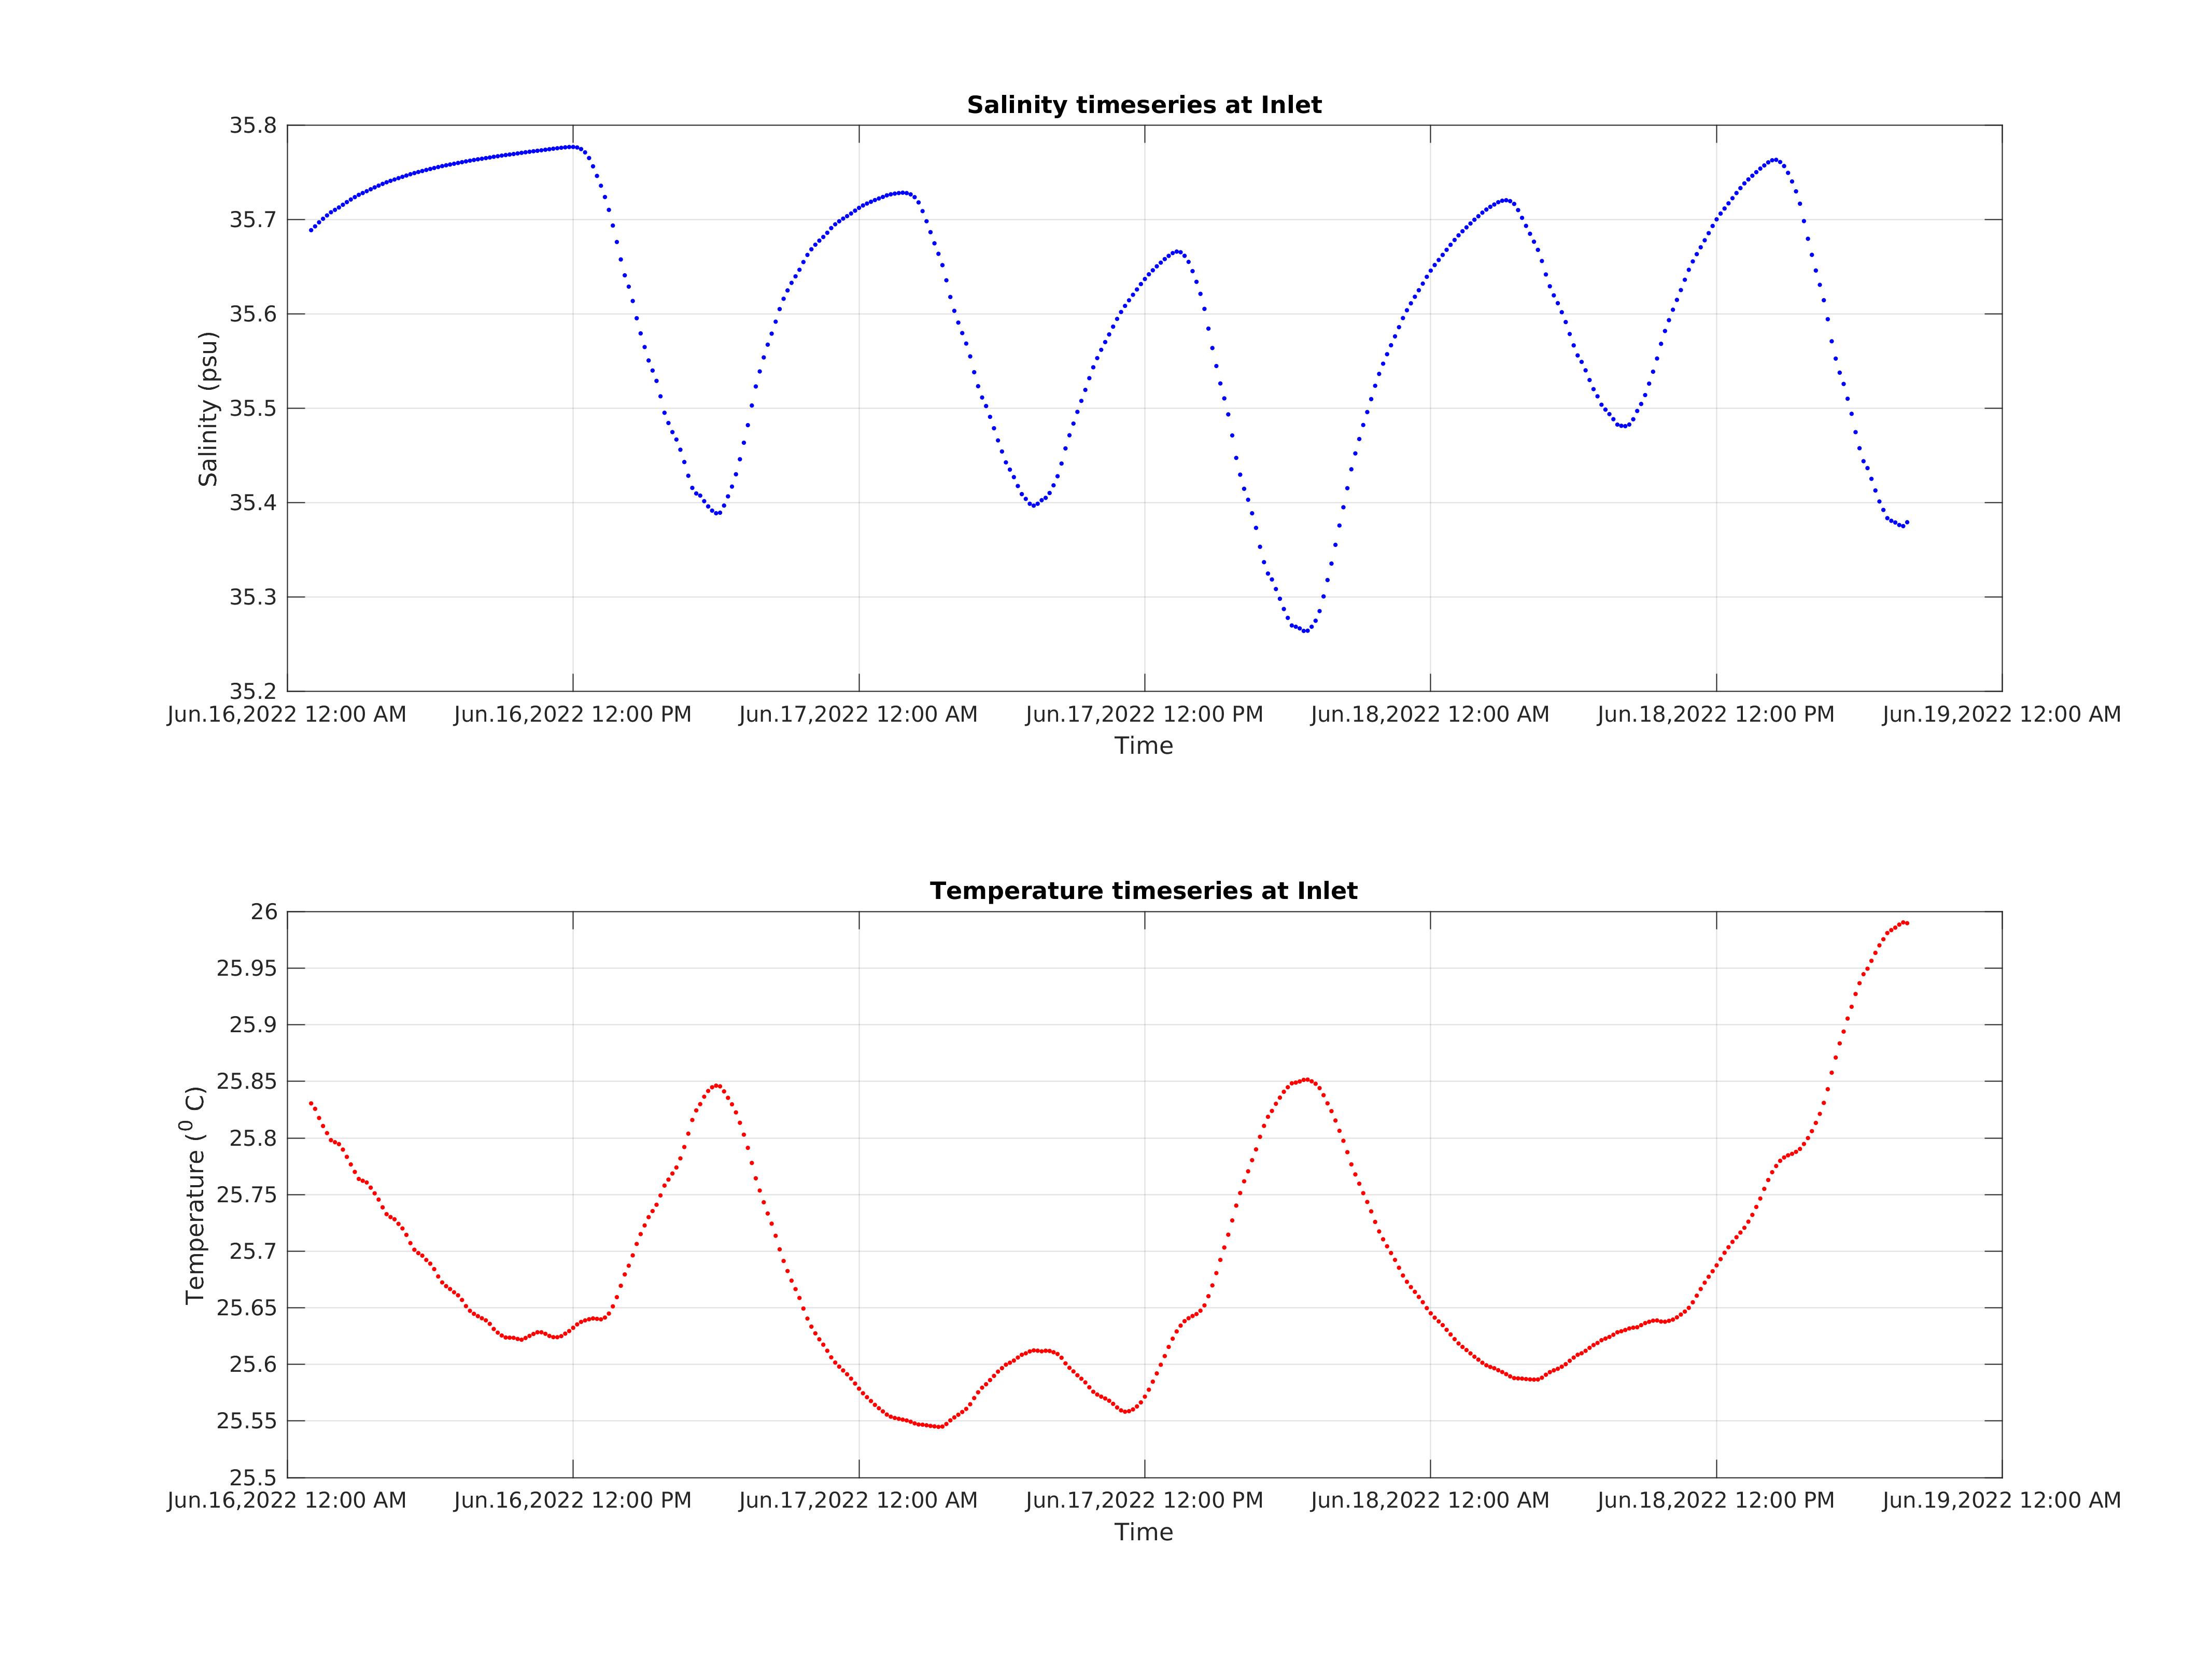 Salinity timeseries at Inlet
35.8
35.7
35.6
35.5
35.4
35.3
35.2
Salinity (psu)
Jun.16,2022 12:00 AM Jun.16,2022 12:00 PM Jun.17,2022 12:00 AM Jun.17,2022 12:00 PM Jun.18,2022 12:00 AM Jun.18,2022 12:00 PM Jun.19,2022 12:00 AM
Time
Temperature timeseries at Inlet
26
25.95
25.9
25.85
25.8
25.75
25.7
25.65
25.6
25.55
25.5
Temperature (⁰ C)
Jun.16,2022 12:00 AM Jun.16,2022 12:00 PM Jun.17,2022 12:00 AM Jun.17,2022 12:00 PM Jun.18,2022 12:00 AM Jun.18,2022 12:00 PM Jun.19,2022 12:00 AM
Time